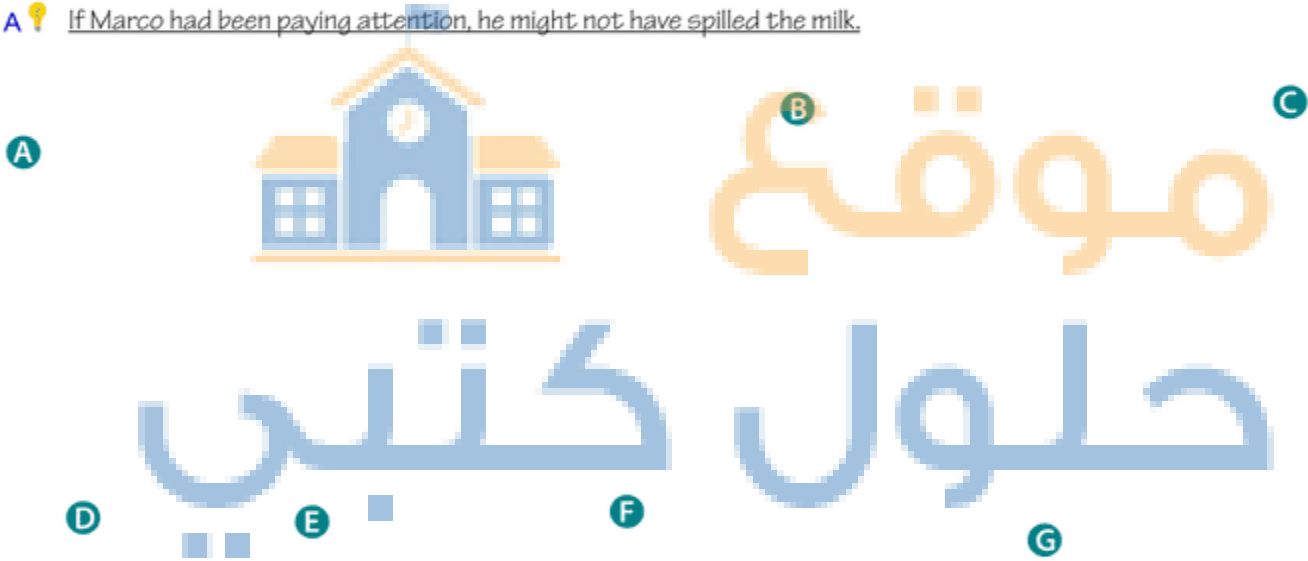 A If Marco had been paying attention, he might not have spilled the milk.
A
B
C
موقع
حلول كتبي
D
E
F
G